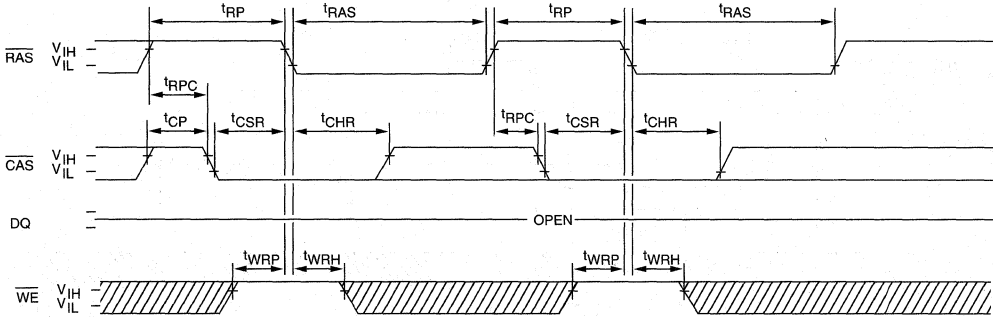 tRP tRAS tRP tRAS
RAS VIH
VIL
tRPC
tCP tCSR tCHR tRPC tCSR tCHR
CAS VIH
VIL
DQ OPEN
tWRP tWRH tWRP tWRH
WE VIH
VIL